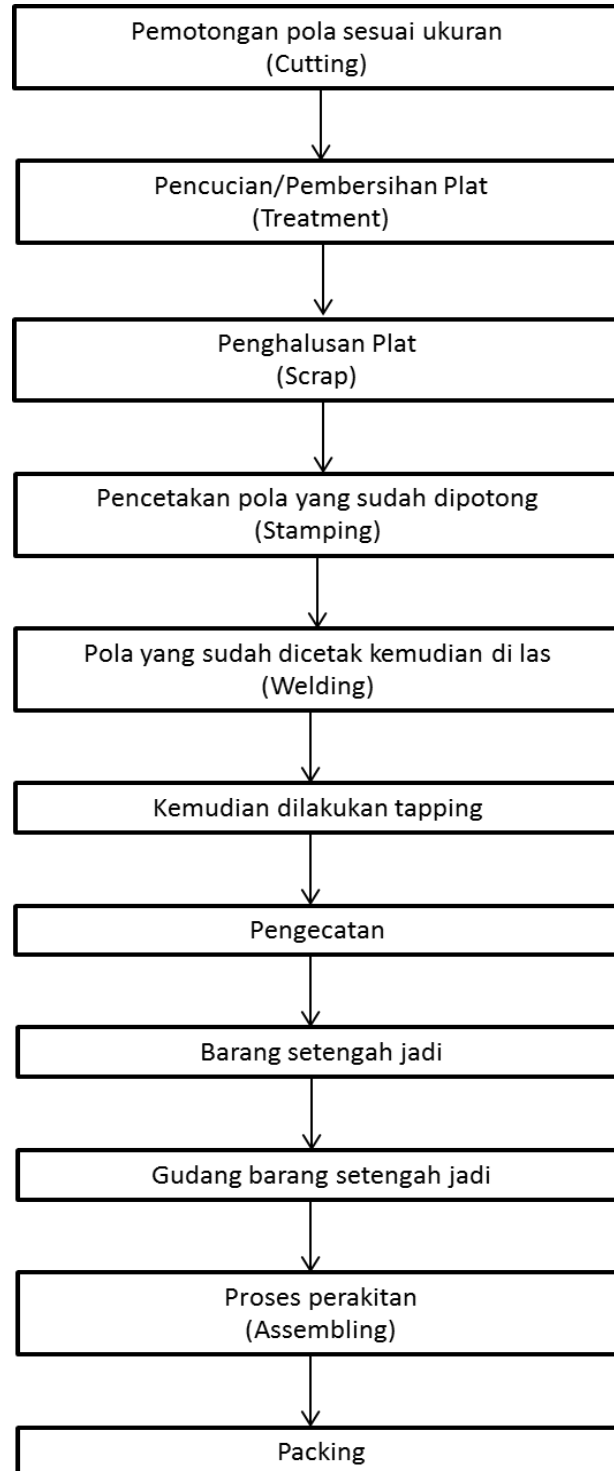 Pemotongan pola sesuai ukuran
(Cutting)
Pencucian/Pembersihan Plat
(Treatment)
Penghalusan Plat
(Scrap)
Pencetakan pola yang sudah dipotong
(Stamping)
Pola yang sudah dicetak kemudian di las
(Welding)
Kemudian dilakukan tapping
Pengecatan
Barang setengah jadi
Gudang barang setengah jadi
Proses perakitan
(Assembling)
Packing